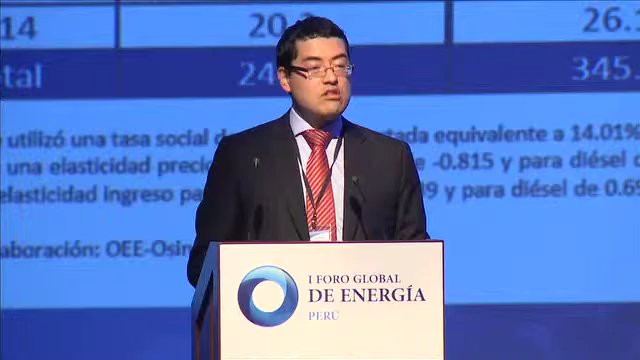 14 20. 26.1
tal 24 345.
utilizó una tasa social de tada equivalente a 14.01%
una elasticidad precio e -0.815 y para diésel
elasticidad ingreso pa 9 y para diésel de 0.6
aboración: OEE-Osin
I FORO GLOBAL
DE ENERGÍA
PERÚ